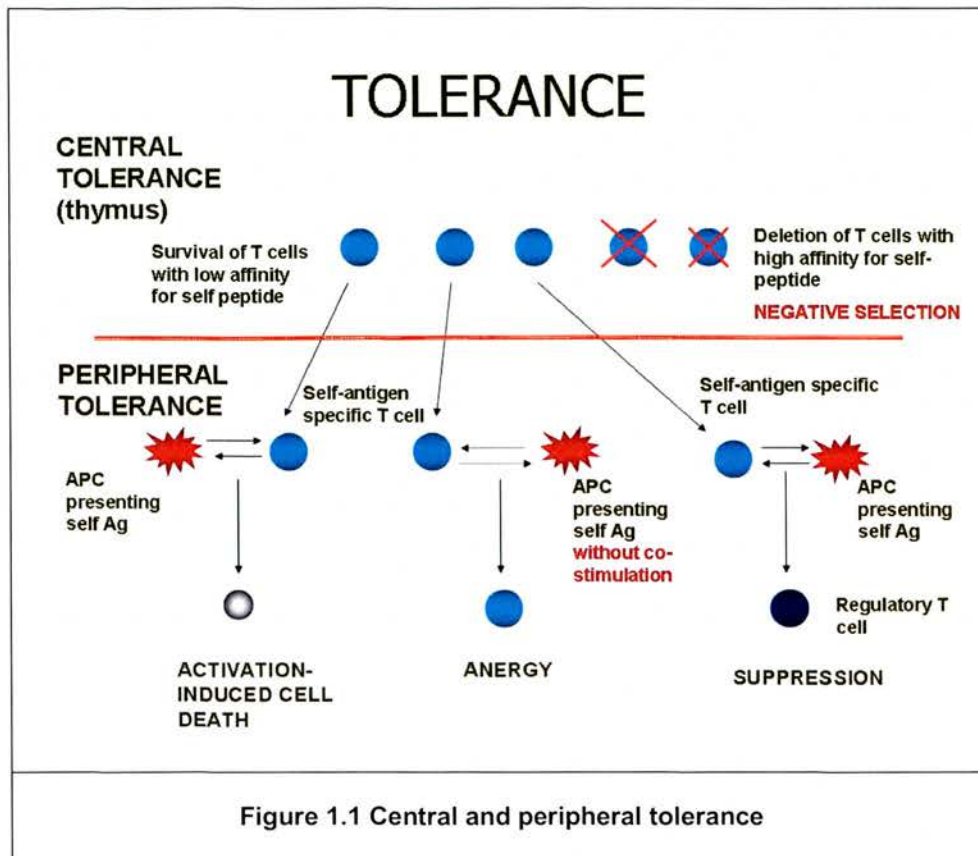 TOLERANCE
CENTRAL
TOLERANCE
(thymus)
Survival of T cells
with low affinity
for self peptide
Deletion of T cells with
high affinity for self-
peptide
NEGATIVE SELECTION
PERIPHERAL
TOLERANCE
Self-antigen
specific T cell
Self-antigen specific
T cell
APC
presenting
self Ag
APC
presenting
self Ag
without co-
stimulation
APC
presenting
self Ag
Regulatory T
cell
ACTIVATION-
INDUCED CELL
DEATH
ANERGY
SUPPRESSION
Figure 1.1 Central and peripheral tolerance